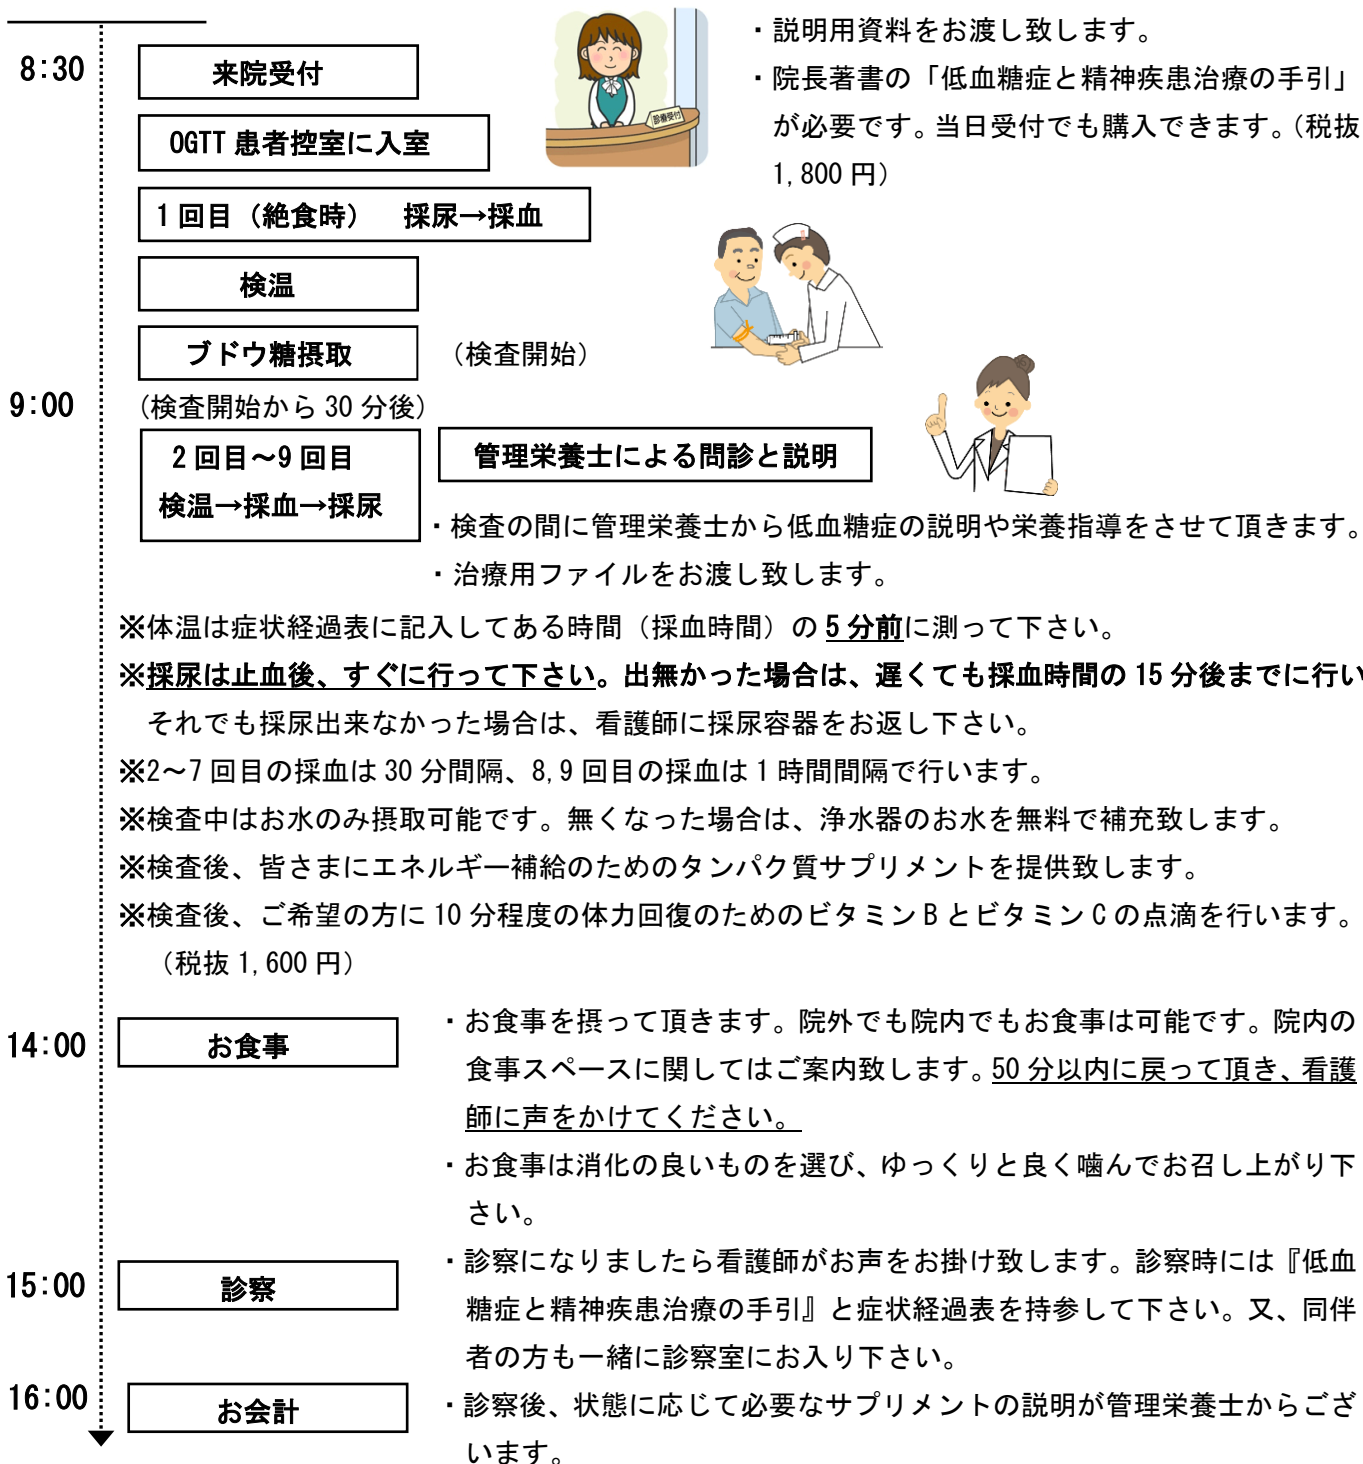 ・説明用資料をお渡し致します。
8:30
来院受付
診療受付
・院長著書の「低血糖症と精神疾患治療の手引」
が必要です。当日受付でも購入できます。（税抜
1,800 円）
OGTT 患者控室に入室
1 回目（絶食時）　採尿→採血
検温
ブドウ糖摂取　（検査開始）
9:00
（検査開始から 30 分後）
2 回目～9 回目
検温→採血→採尿
管理栄養士による問診と説明
・検査の間に管理栄養士から低血糖症の説明や栄養指導をさせて頂きます。
・治療用ファイルをお渡し致します。
※体温は症状経過表に記入してある時間（採血時間）の 5 分前に測って下さい。
※採尿は止血後、すぐに行って下さい。出無かった場合は、遅くても採血時間の 15 分後までに行い
それでも採尿出来なかった場合は、看護師に採尿容器をお返し下さい。
※2～7 回目の採血は 30 分間隔、8,9 回目の採血は 1 時間間隔で行います。
※検査中はお水のみ摂取可能です。無くなった場合は、浄水器のお水を無料で補充致します。
※検査後、皆さまにエネルギー補給のためのタンパク質サプリメントを提供致します。
※検査後、ご希望の方に 10 分程度の体力回復のためのビタミン B とビタミン C の点滴を行います。
（税抜 1,600 円）
14:00
お食事
・お食事を摂って頂きます。院外でも院内でもお食事は可能です。院内の
食事スペースに関してはご案内致します。50 分以内に戻って頂き、看護
師に声をかけてください。
・お食事は消化の良いものを選び、ゆっくりと良く噛んでお召し上がり下
さい。
15:00
診察
・診察になりましたら看護師がお声をお掛け致します。診察時には『低血
糖症と精神疾患治療の手引』と症状経過表を持参して下さい。又、同伴
者の方も一緒に診察室にお入り下さい。
16:00
お会計
・診察後、状態に応じて必要なサプリメントの説明が管理栄養士からござ
います。